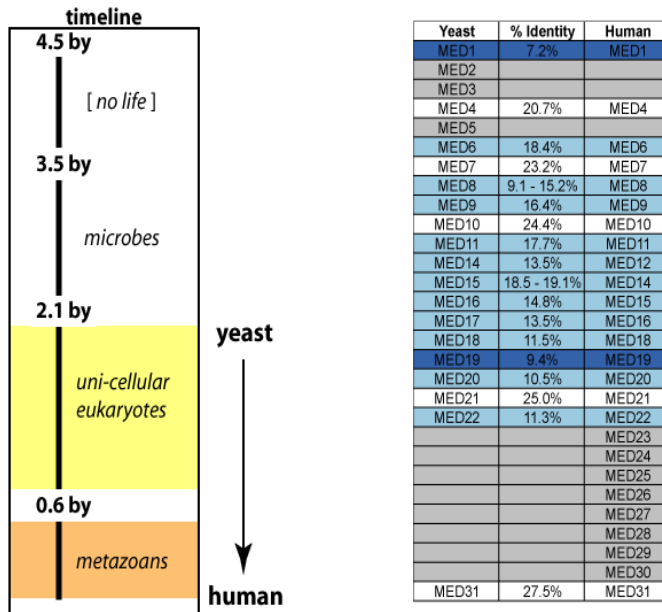 timeline
4.5 by
[ no life ]
3.5 by
microbes
2.1 by
yeast
uni-cellular
eukaryotes
0.6 by
metazoans
human
Yeast % Identity Human
MED1 7.2% MED1
MED2
MED3
MED4 20.7% MED4
MED5
MED6 18.4% MED6
MED7 23.2% MED7
MED8 9.1 - 15.2% MED8
MED9 16.4% MED9
MED10 24.4% MED10
MED11 17.7% MED11
MED14 13.5% MED12
MED15 18.5 - 19.1% MED14
MED16 14.8% MED15
MED17 13.5% MED16
MED18 11.5% MED18
MED19 9.4% MED19
MED20 10.5% MED20
MED21 25.0% MED21
MED22 11.3% MED22
MED23
MED24
MED25
MED26
MED27
MED28
MED29
MED30
MED31 27.5% MED31